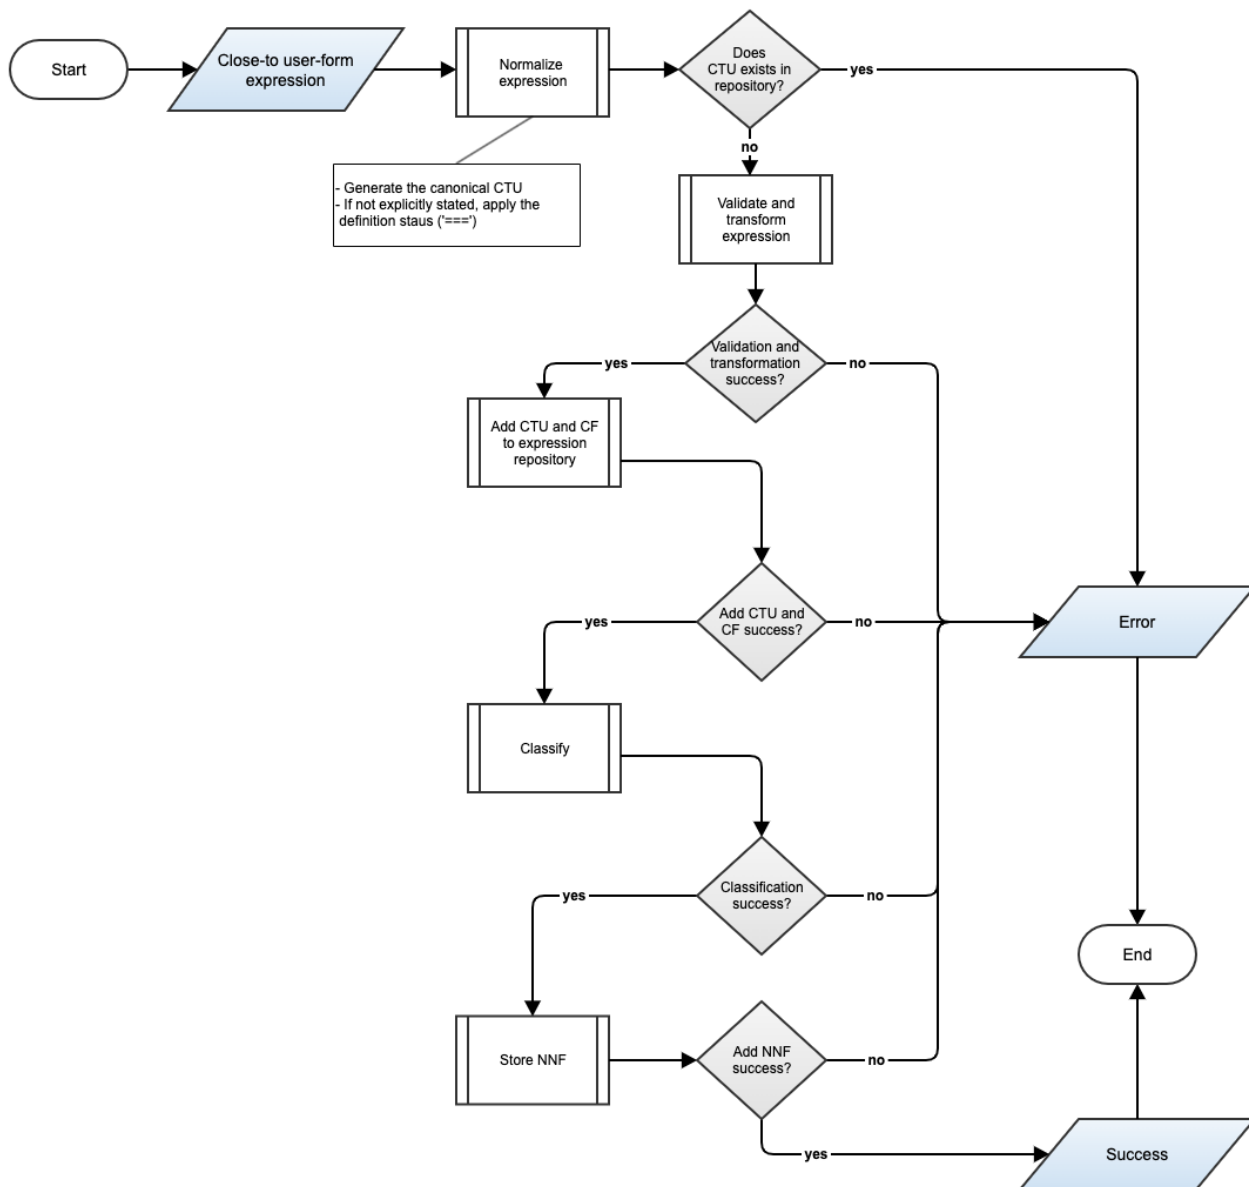 Start
Close-to user-form
expression
Normalize
expression
Does
CTU exists in
repository?
yes
no
- Generate the canonical CTU
- If not explicitly stated, apply the
definition staus ('===')
Validate and
transform
expression
Validation and
transformation
success?
yes
no
Add CTU and CF
to expression
repository
Add CTU and
CF success?
yes
no
Error
Classify
Classification
success?
yes
no
End
Store NNF
Add NNF
success?
no
yes
Success